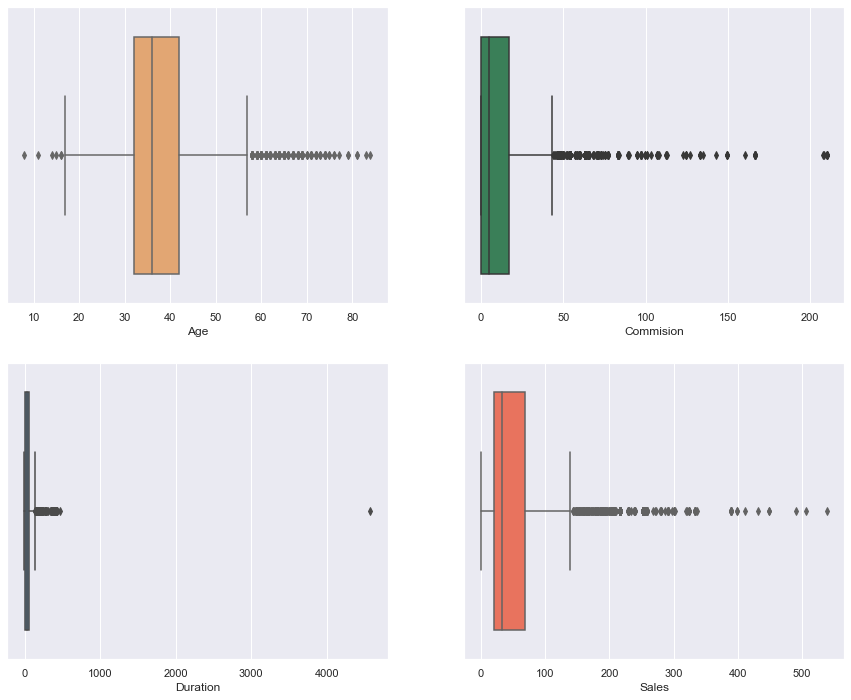 10 20 30 40 50 60 70 80
Age
0 50 100 150 200
Commision
0 1000 2000 3000 4000
Duration
0 100 200 300 400 500
Sales